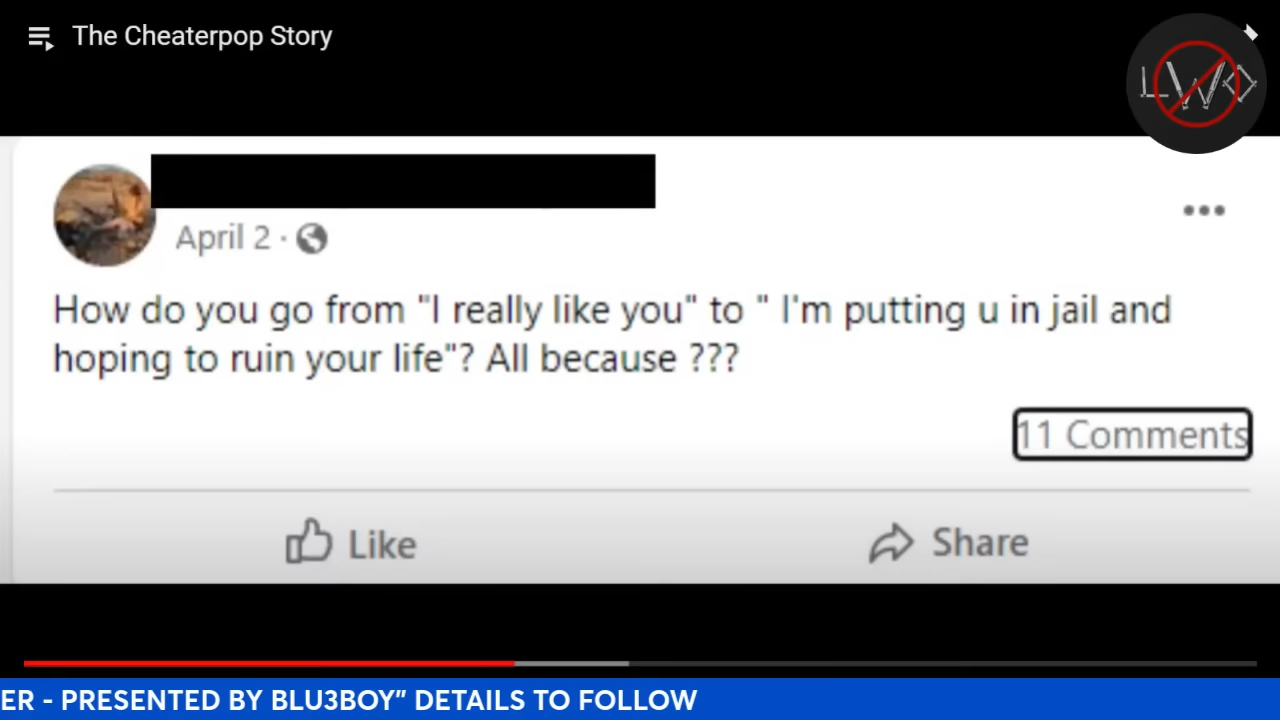 The Cheaterpop Story
LWO
April 2 ·
How do you go from "I really like you" to " I'm putting u in jail and
hoping to ruin your life"? All because ???
11 Comments
Like
Share
ER - PRESENTED BY BLU3BOY” DETAILS TO FOLLOW